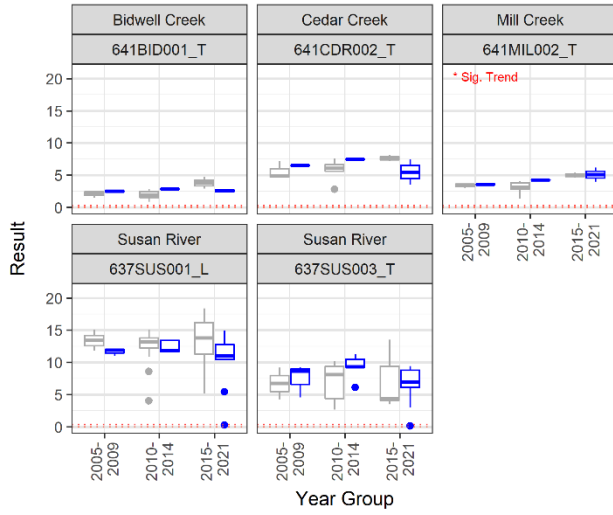 Bidwell Creek
Cedar Creek
Mill Creek
641BID001_T
641CDR002_T
641MIL002_T
* Sig. Trend
20
15
10
5
0
2005-
2009
2010-
2014
2015-
2021
Susan River
Susan River
637SUS001_L
637SUS003_T
20
15
10
5
0
2005-
2009
2010-
2014
2015-
2021
2005-
2009
2010-
2014
2015-
2021
Result
Year Group